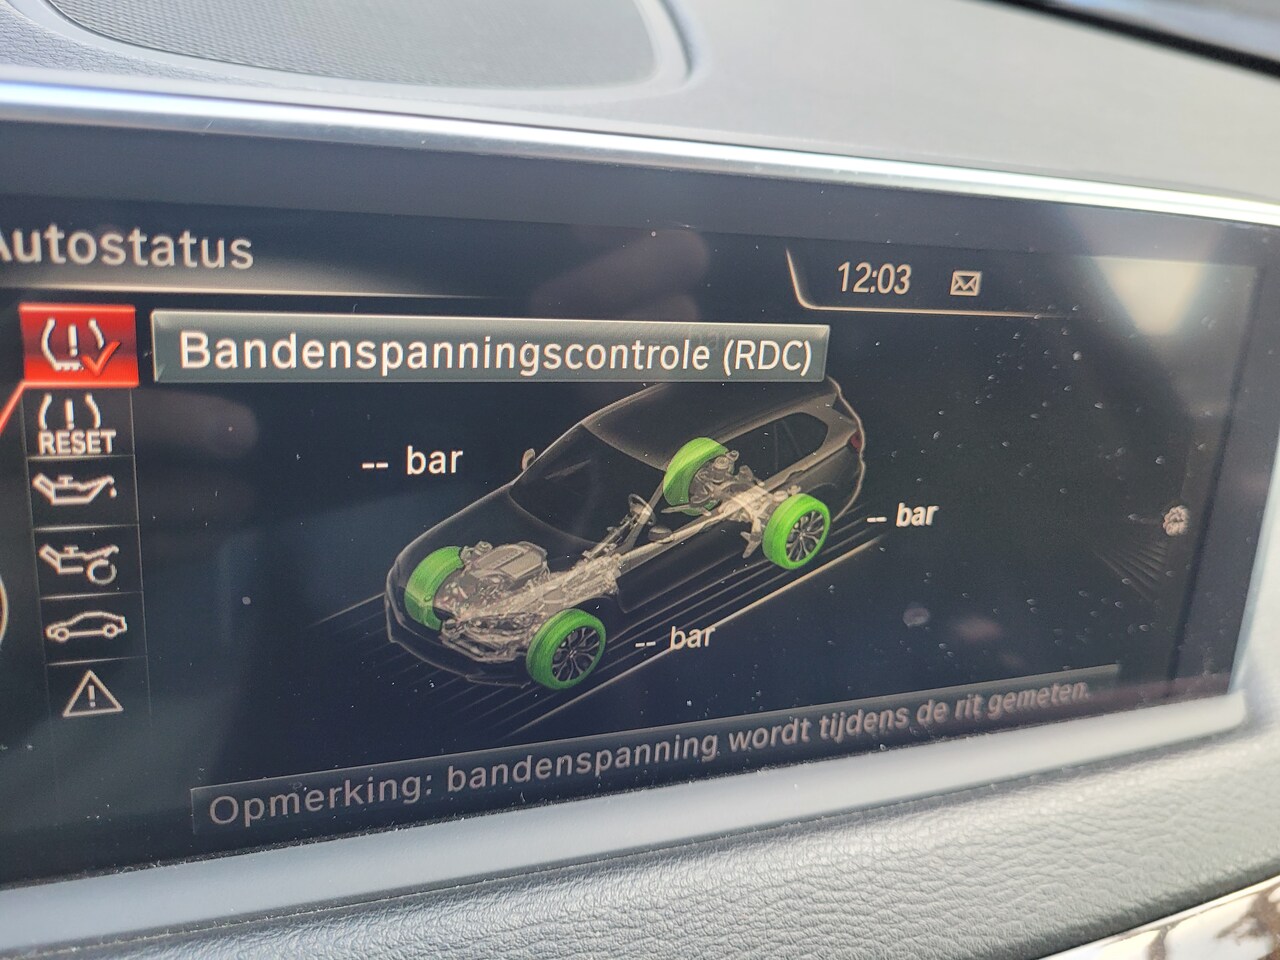 Autostatus
12:03
Bandenspanningscontrole (RDC)
RESET
-- bar
-- bar
-- bar
Opmerking: bandenspanning wordt tijdens de rit gemeten.